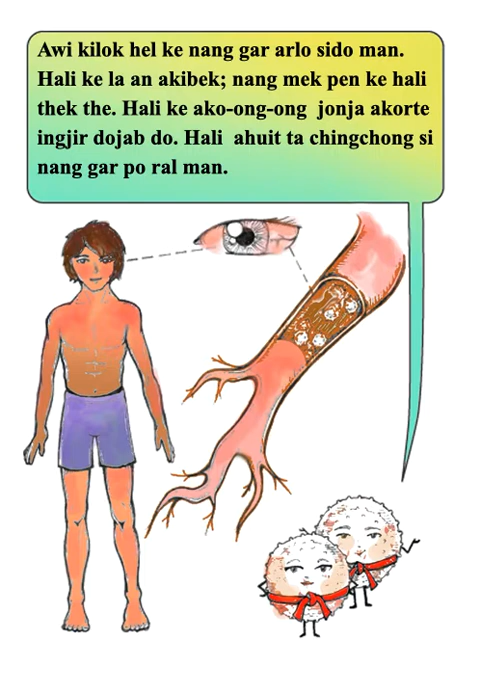 Awi kilok hel ke nang gar arlo sido man.
Hali ke la an akibek; nang mek pen ke hali
thek the. Hali ke ako-ong-ong jonja akorte
ingjir dojab do. Hali ahuit ta chingchong si
nang gar po ral man.